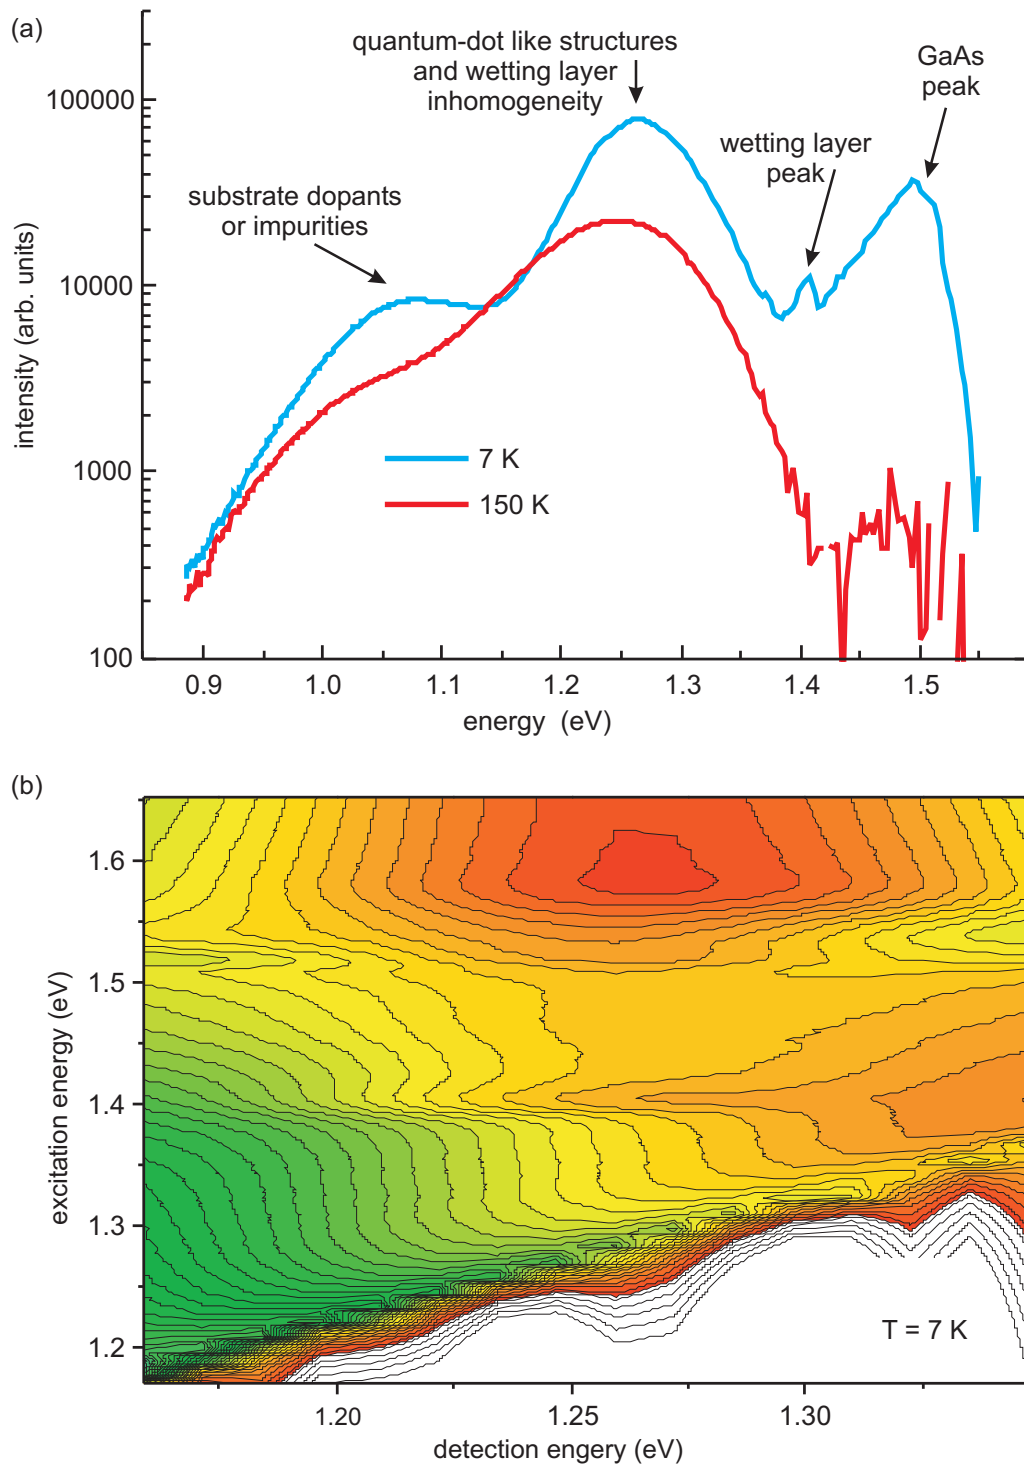 (a)
quantum-dot like structures
and wetting layer
inhomogeneity
GaAs
peak
wetting layer
peak
substrate dopants
or impurities
100000
10000
1000
100
intensity (arb. units)
7 K
150 K
0.9 1.0 1.1 1.2 1.3 1.4 1.5
energy (eV)
(b)
1.6
1.5
1.4
1.3
1.2
excitation energy (eV)
T = 7 K
1.20 1.25 1.30
detection engery (eV)